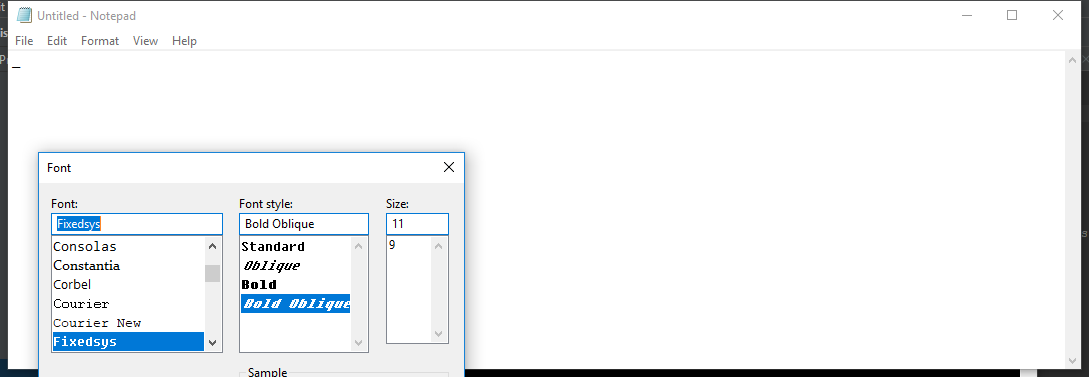 Untitled - Notepad
File Edit Format View Help
Font
Font: Font style: Size:
Fixedsys Bold Oblique 11
Consolas Standard 9
Constantia Oblique
Corbel Bold
Courier Bold Oblique
Courier New
Fixedsys
Sample